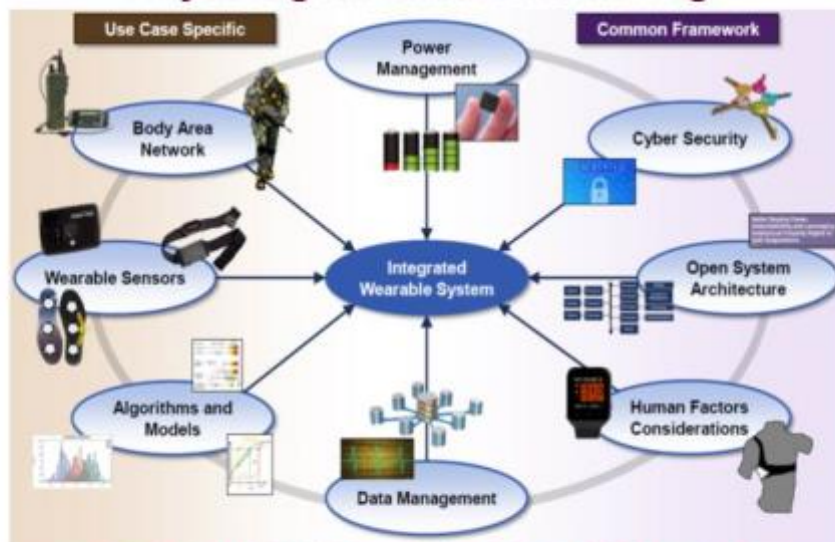 Use Case Specific
Common Framework
Power
Management
Body Area
Network
Cyber Security
Wearable Sensors
Integrated
Wearable System
Open System
Architecture
Algorithms and
Models
Human Factors
Considerations
Data Management